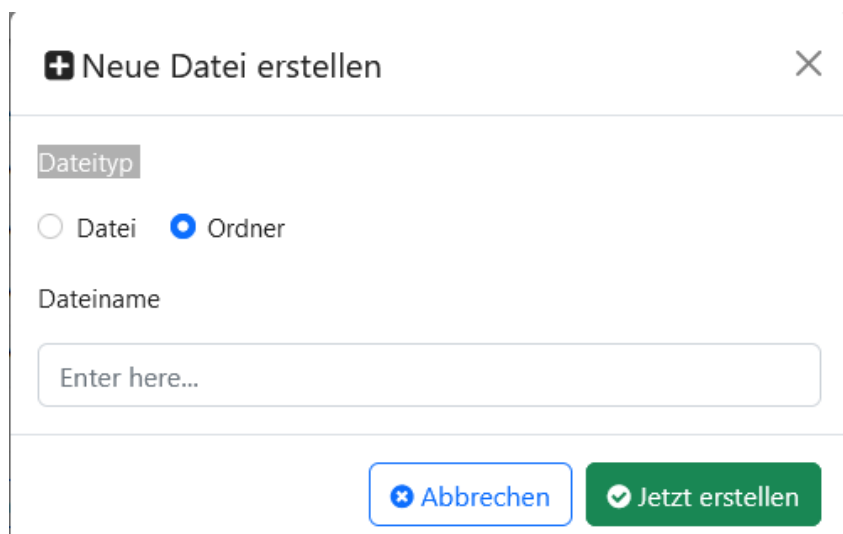 Neue Datei erstellen
Dateityp
Datei Ordner
Dateiname
Enter here...
Abbrechen Jetzt erstellen